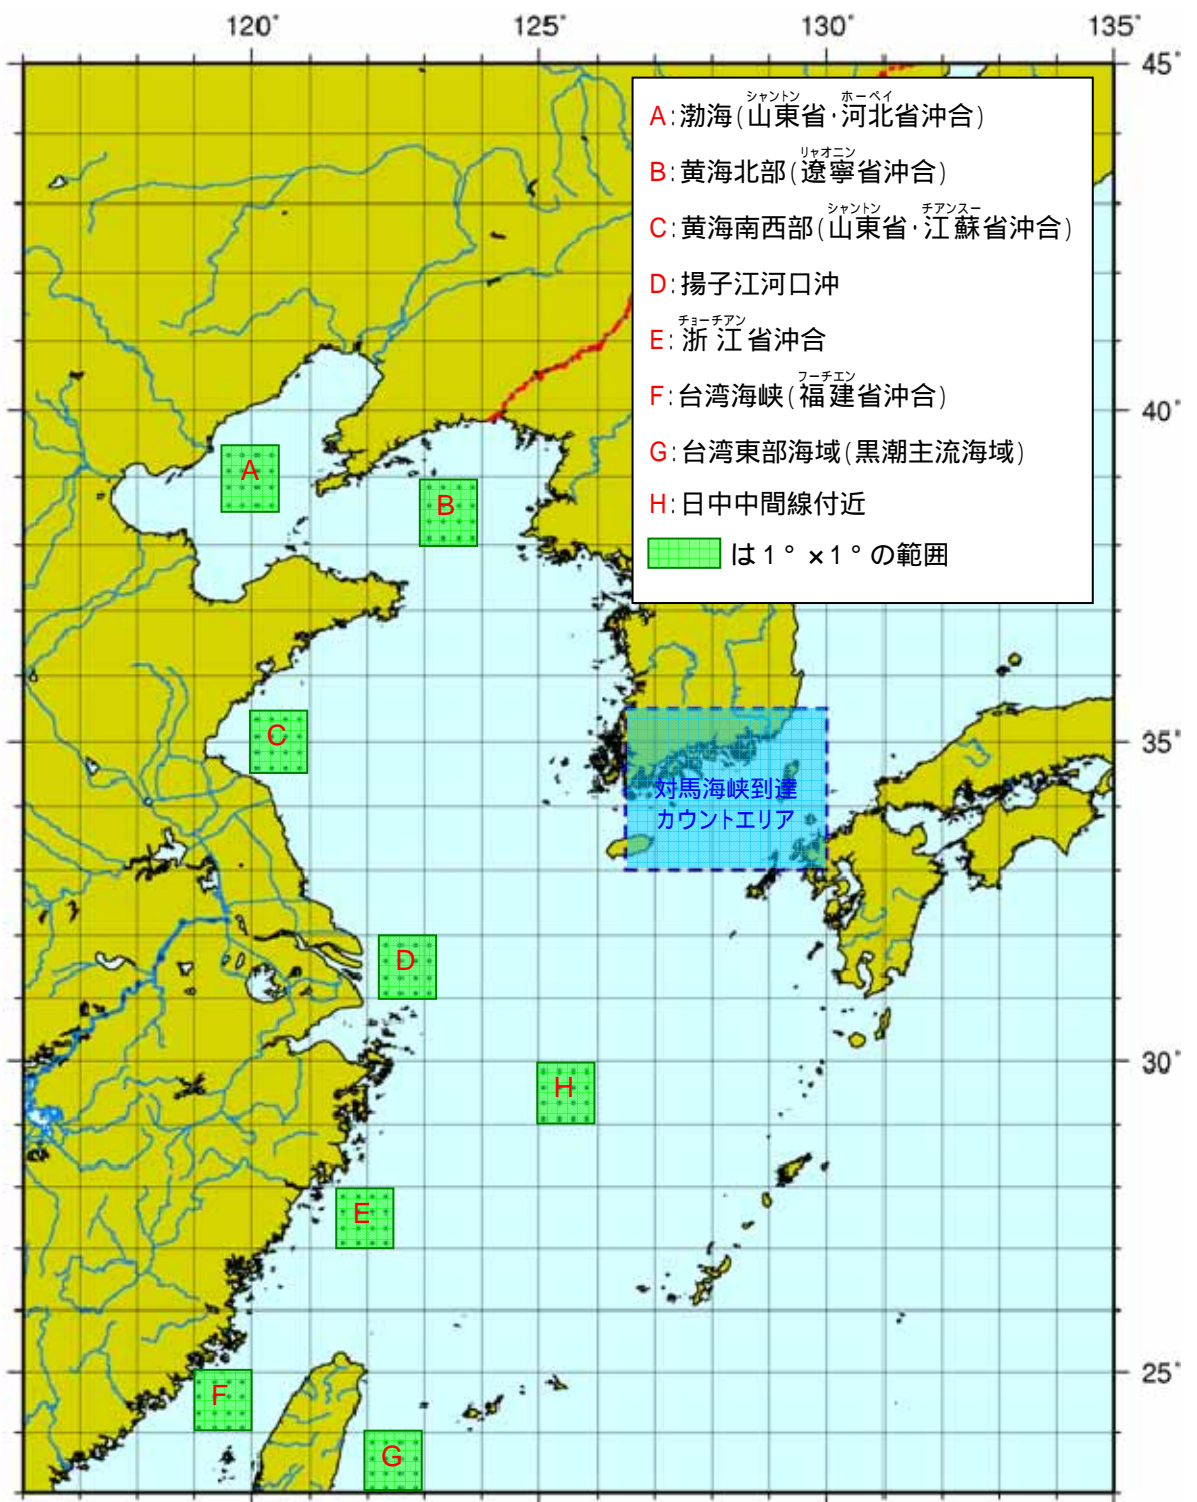 120°
125°
130°
135°
45°
シャントン ホーペイ
A:渤海(山東省・河北省沖合)
リャオニン
B:黄海北部(遼寧省沖合)
シャントン チアンスー
C:黄海南西部(山東省・江蘇省沖合)
D:揚子江河口沖
チョーチアン
E:浙江省沖合
フーチエン
F:台湾海峡(福建省沖合)
G:台湾東部海域(黒潮主流海域)
H:日中中間線付近
は1°×1°の範囲
40°
A
B
C
35°
対馬海峡到達
カウントエリア
D
30°
H
E
25°
F
G